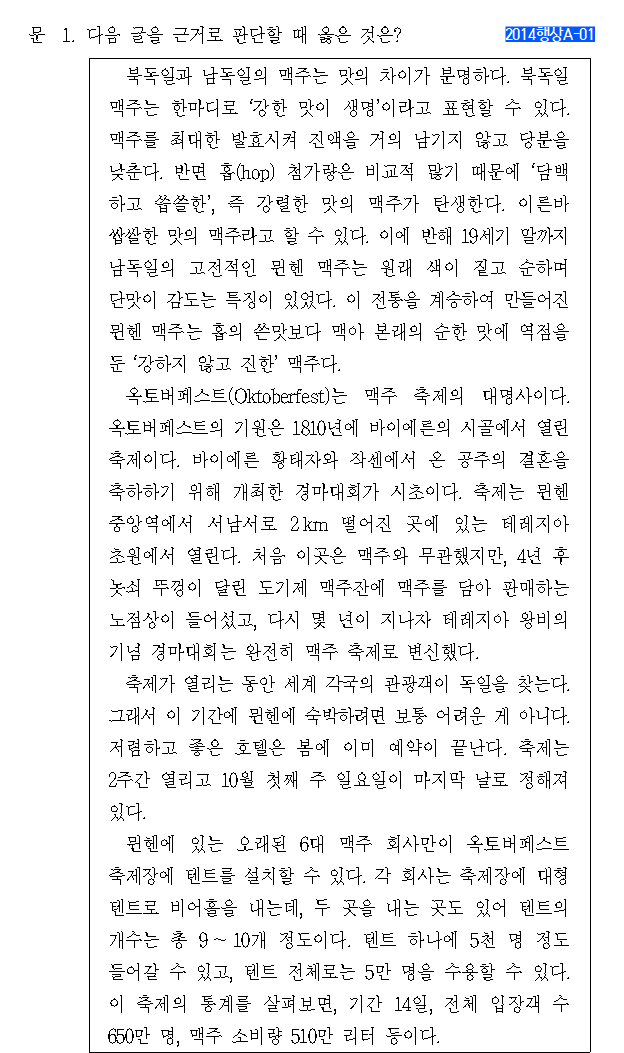 문 1. 다음 글을 근거로 판단할 때 옳은 것은?
2014행상A-01
북독일과 남독일의 맥주는 맛의 차이가 분명하다. 북독일
맥주는 한마디로 ‘강한 맛이 생명’이라고 표현할 수 있다.
맥주를 최대한 발효시켜 진액을 거의 남기지 않고 당분을
낮춘다. 반면 홉(hop) 첨가량은 비교적 많기 때문에 ‘담백
하고 씁쓸한’, 즉 강렬한 맛의 맥주가 탄생한다. 이른바
쌉쌀한 맛의 맥주라고 할 수 있다. 이에 반해 19세기 말까지
남독일의 고전적인 뮌헨 맥주는 원래 색이 짙고 순하며
단맛이 감도는 특징이 있었다. 이 전통을 계승하여 만들어진
뮌헨 맥주는 홉의 쓴맛보다 맥아 본래의 순한 맛에 역점을
둔 ‘강하지 않고 진한’ 맥주다.
옥토버페스트(Oktoberfest)는 맥주 축제의 대명사이다.
옥토버페스트의 기원은 1810년에 바이에른의 시골에서 열린
축제이다. 바이에른 황태자와 작센에서 온 공주의 결혼을
축하하기 위해 개최한 경마대회가 시초이다. 축제는 뮌헨
중앙역에서 서남서로 2km 떨어진 곳에 있는 테레지아
초원에서 열린다. 처음 이곳은 맥주와 무관했지만, 4년 후
놋쇠 뚜껑이 달린 도기제 맥주잔에 맥주를 담아 판매하는
노점상이 들어섰고, 다시 몇 년이 지나자 테레지아 왕비의
기념 경마대회는 완전히 맥주 축제로 변신했다.
축제가 열리는 동안 세계 각국의 관광객이 독일을 찾는다.
그래서 이 기간에 뮌헨에 숙박하려면 보통 어려운 게 아니다.
저렴하고 좋은 호텔은 봄에 이미 예약이 끝난다. 축제는
2주간 열리고 10월 첫째 주 일요일이 마지막 날로 정해져
있다.
뮌헨에 있는 오래된 6대 맥주 회사만이 옥토버페스트
축제장에 텐트를 설치할 수 있다. 각 회사는 축제장에 대형
텐트로 비어홀을 내는데, 두 곳을 내는 곳도 있어 텐트의
개수는 총 9~10개 정도이다. 텐트 하나에 5천 명 정도
들어갈 수 있고, 텐트 전체로는 5만 명을 수용할 수 있다.
이 축제의 통계를 살펴보면, 기간 14일, 전체 입장객 수
650만 명, 맥주 소비량 510만 리터 등이다.